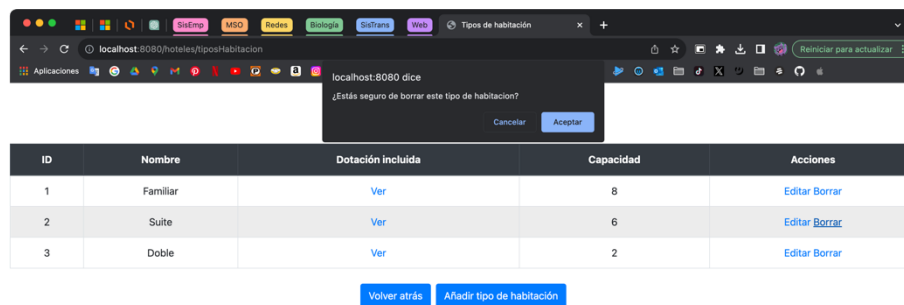 SisEmp MSO Redes Biología SisTrans Web Tipos de habitación
localhost:8080/hoteles/tiposHabitacion Reiniciar para actualizar
Aplicaciones
localhost:8080 dice
¿Estás seguro de borrar este tipo de habitacion?
Cancelar Aceptar
ID Nombre Dotación incluida Capacidad Acciones
1 Familiar Ver 8 Editar Borrar
2 Suite Ver 6 Editar Borrar
3 Doble Ver 2 Editar Borrar
Volver atrás Añadir tipo de habitación